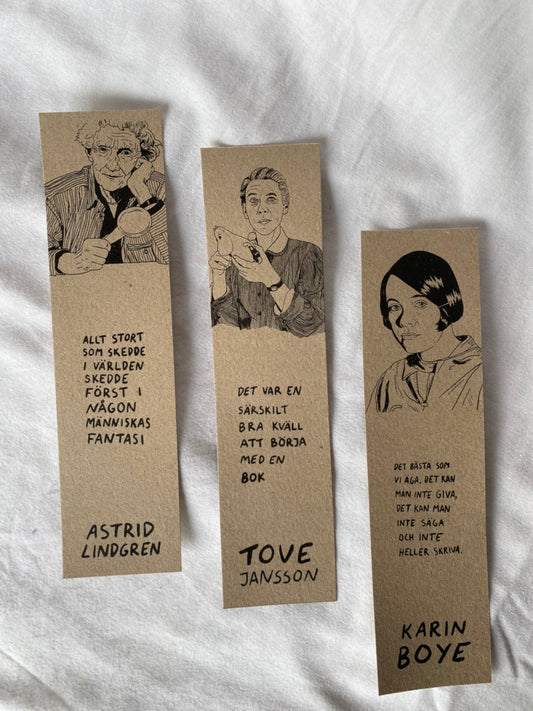 ALLT STORT
SOM SKEDDE
I VÄRLDEN
SKEDDE
FÖRST I
NÅGON
MÄNNISKAS
FANTASI
ASTRID
LINDGREN
DET VAR EN
SÄRSKILT
BRA KVÄLL
ATT BÖRJA
MED EN
BOK
TOVE
JANSSON
DET BÄSTA SOM
VI ÄGA, DET KAN
MAN INTE GIVA,
DET KAN MAN
INTE SÄGA
OCH INTE
HELLER SKRIVA.
KARIN
BOYE